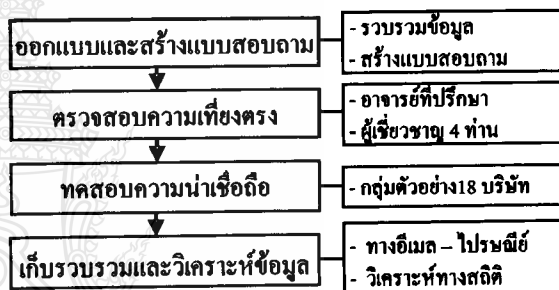 ออกแบบและสร้างแบบสอบถาม
- รวบรวมข้อมูล
- สร้างแบบสอบถาม
ตรวจสอบความเที่ยงตรง
- อาจารย์ที่ปรึกษา
- ผู้เชี่ยวชาญ 4 ท่าน
ทดสอบความน่าเชื่อถือ
- กลุ่มตัวอย่าง18 บริษัท
เก็บรวบรวมและวิเคราะห์ข้อมูล
- ทางอีเมล – ไปรษณีย์
- วิเคราะห์ทางสถิติ